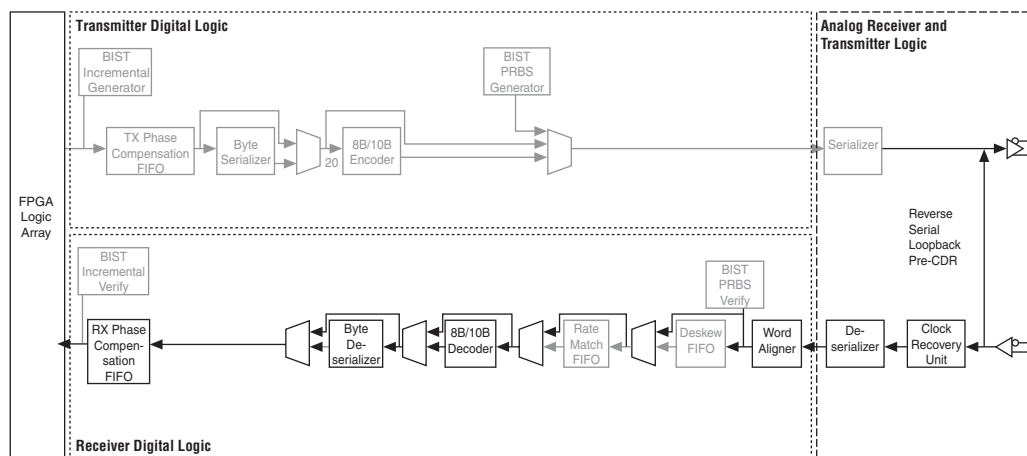 Transmitter Digital Logic
Analog Receiver and
Transmitter Logic
BIST
Incremental
Generator
BIST
PRBS
Generator
TX Phase
Compensation
FIFO
Byte
Serializer
20
8B/10B
Encoder
Serializer
FPGA
Logic
Array
Reverse
Serial
Loopback
Pre-CDR
BIST
Incremental
Verify
BIST
PRBS
Verify
RX Phase
Compen-
sation
FIFO
Byte
De-
serializer
8B/10B
Decoder
Rate
Match
FIFO
Deskew
FIFO
Word
Aligner
De-
serializer
Clock
Recovery
Unit
Receiver Digital Logic